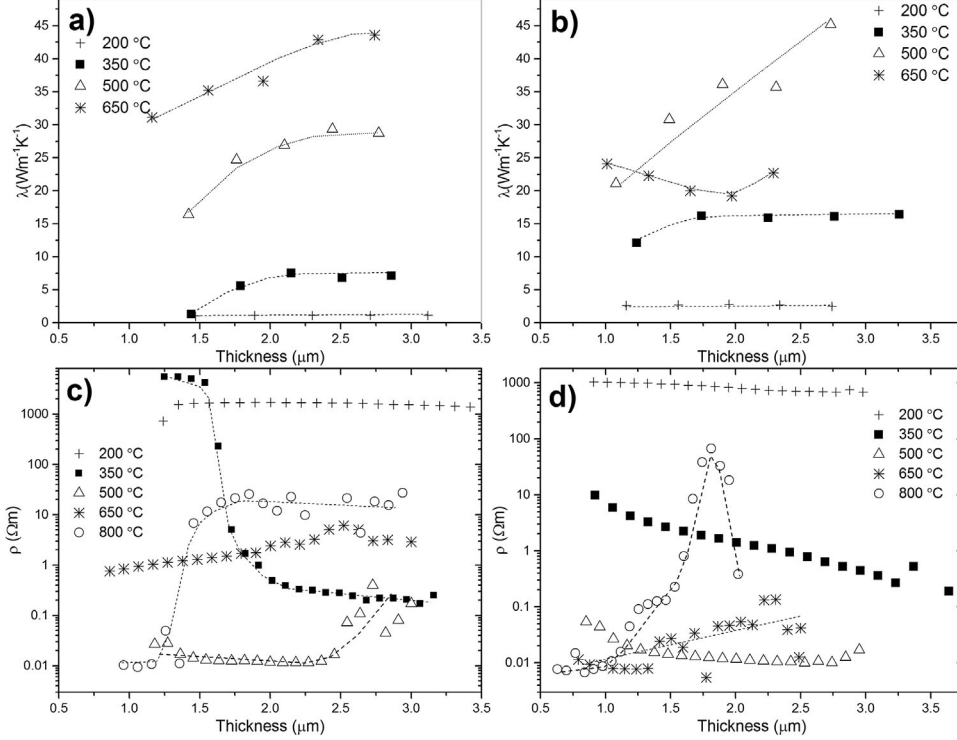 a)
+ 200 °C
■ 350 °C
△ 500 °C
✳ 650 °C
45
40
35
30
25
20
15
10
5
0
λ(Wm⁻¹K⁻¹)
0.5 1.0 1.5 2.0 2.5 3.0 3.5
Thickness (μm)
b)
+ 200 °C
■ 350 °C
△ 500 °C
✳ 650 °C
45
40
35
30
25
20
15
10
5
0
λ(Wm⁻¹K⁻¹)
0.5 1.0 1.5 2.0 2.5 3.0 3.5
Thickness (μm)
c)
+ 200 °C
■ 350 °C
△ 500 °C
✳ 650 °C
○ 800 °C
1000
100
10
1
0.1
0.01
ρ (Ωm)
0.5 1.0 1.5 2.0 2.5 3.0 3.5
Thickness (μm)
d)
+ 200 °C
■ 350 °C
△ 500 °C
✳ 650 °C
○ 800 °C
1000
100
10
1
0.1
0.01
ρ (Ωm)
0.5 1.0 1.5 2.0 2.5 3.0 3.5
Thickness (μm)